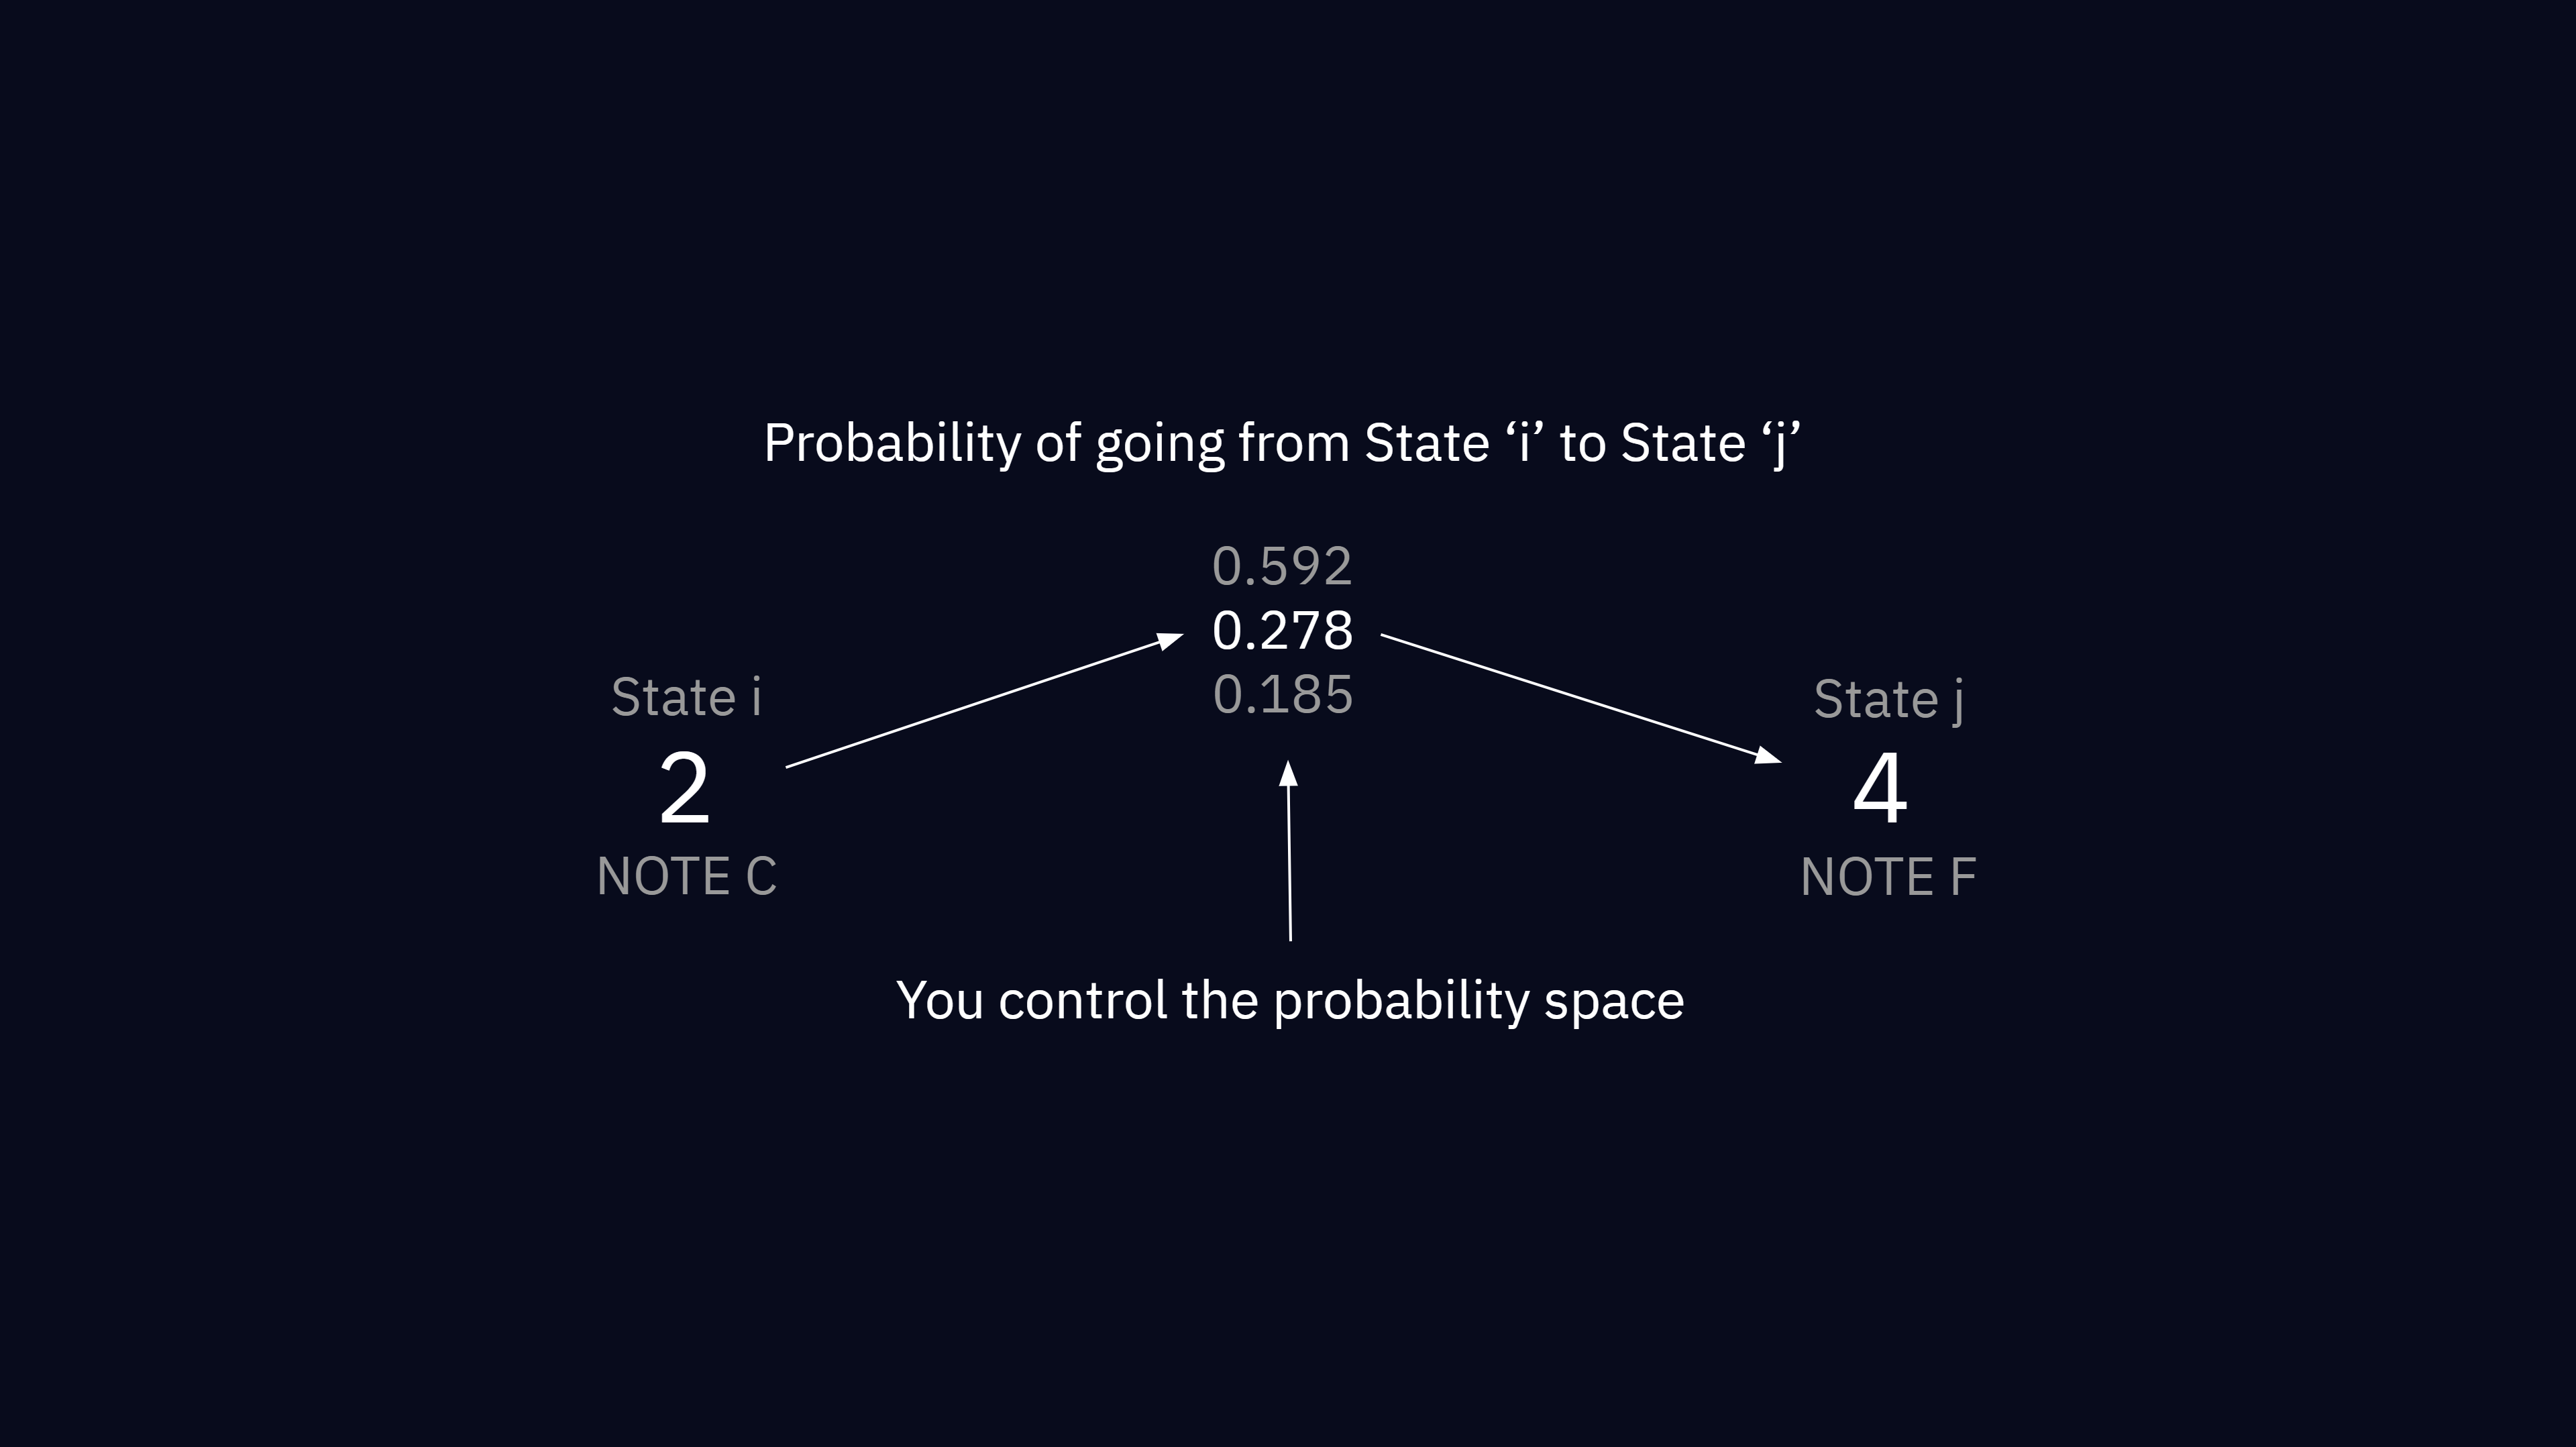 Probability of going from State ‘i’ to State ‘j’
0.592
0.278
0.185
State i
2
NOTE C
State j
4
NOTE F
You control the probability space